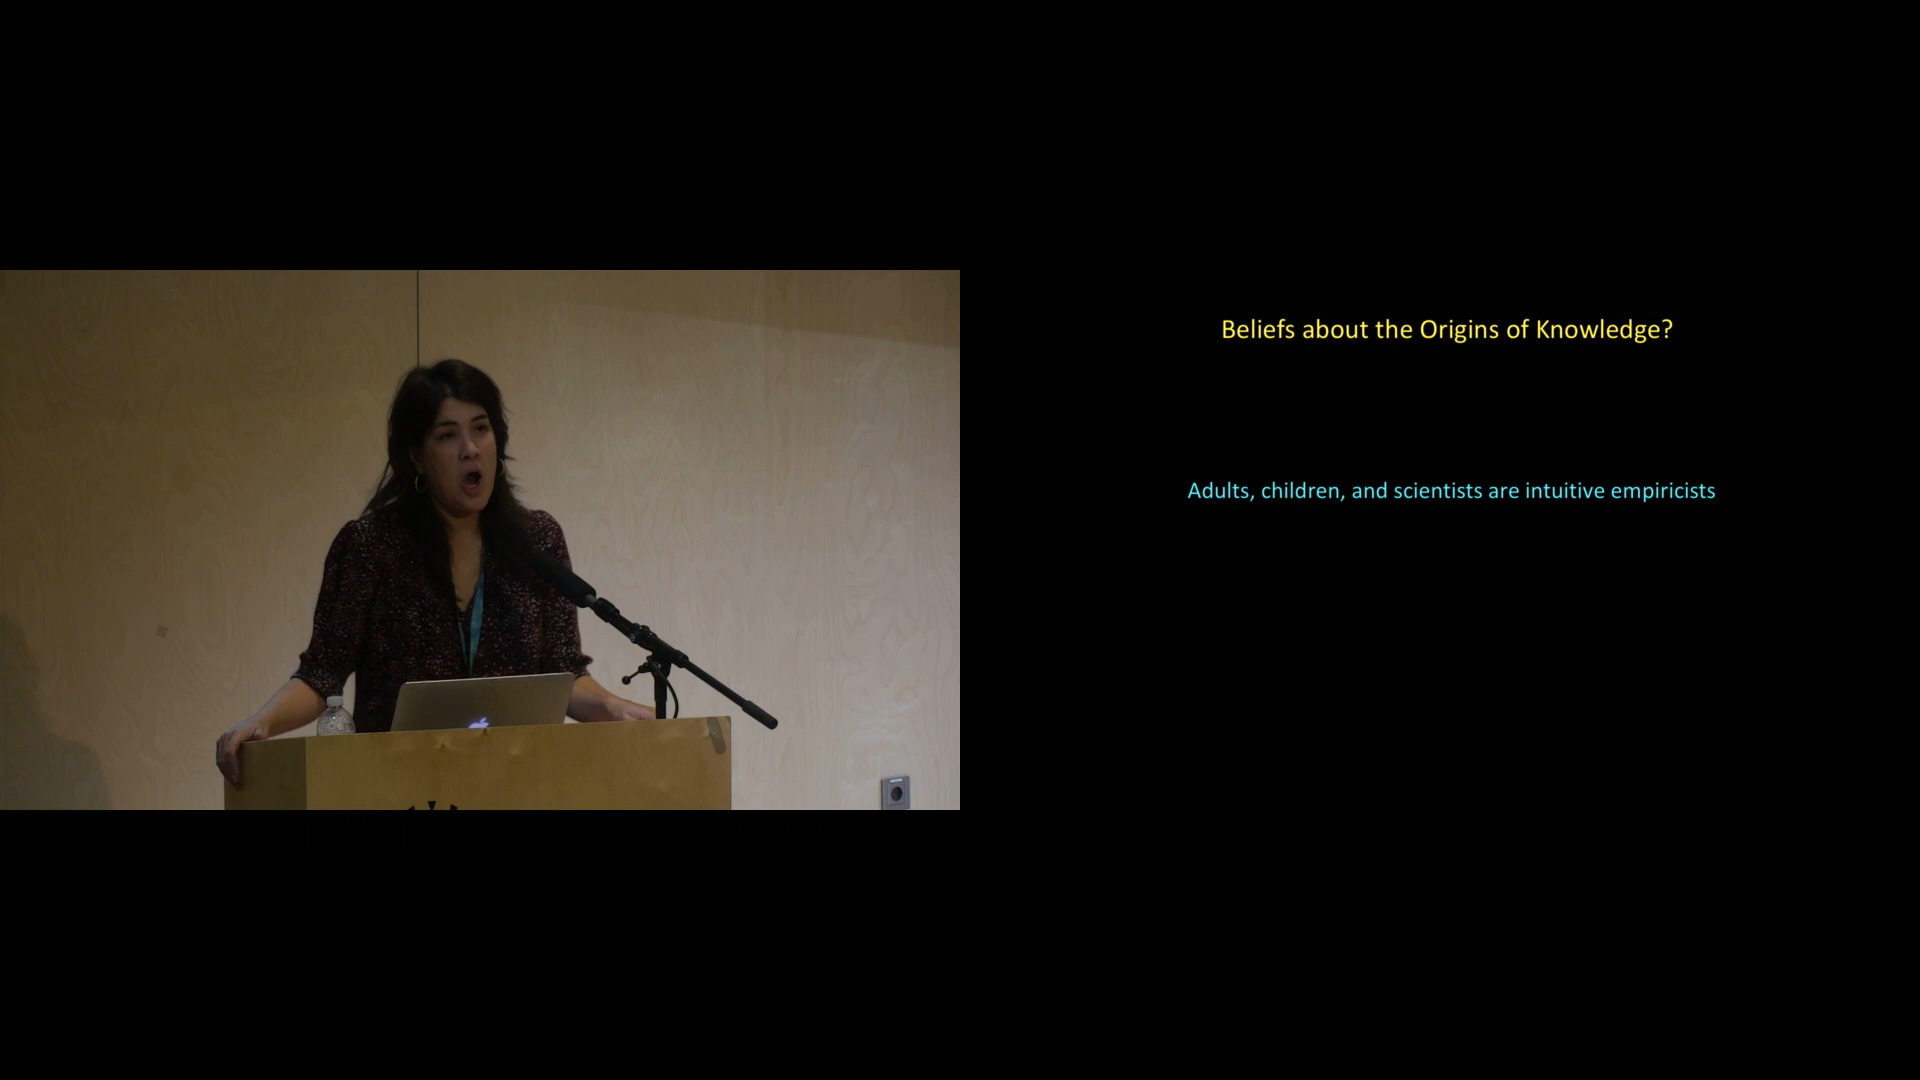 Beliefs about the Origins of Knowledge?
Adults, children, and scientists are intuitive empiricists